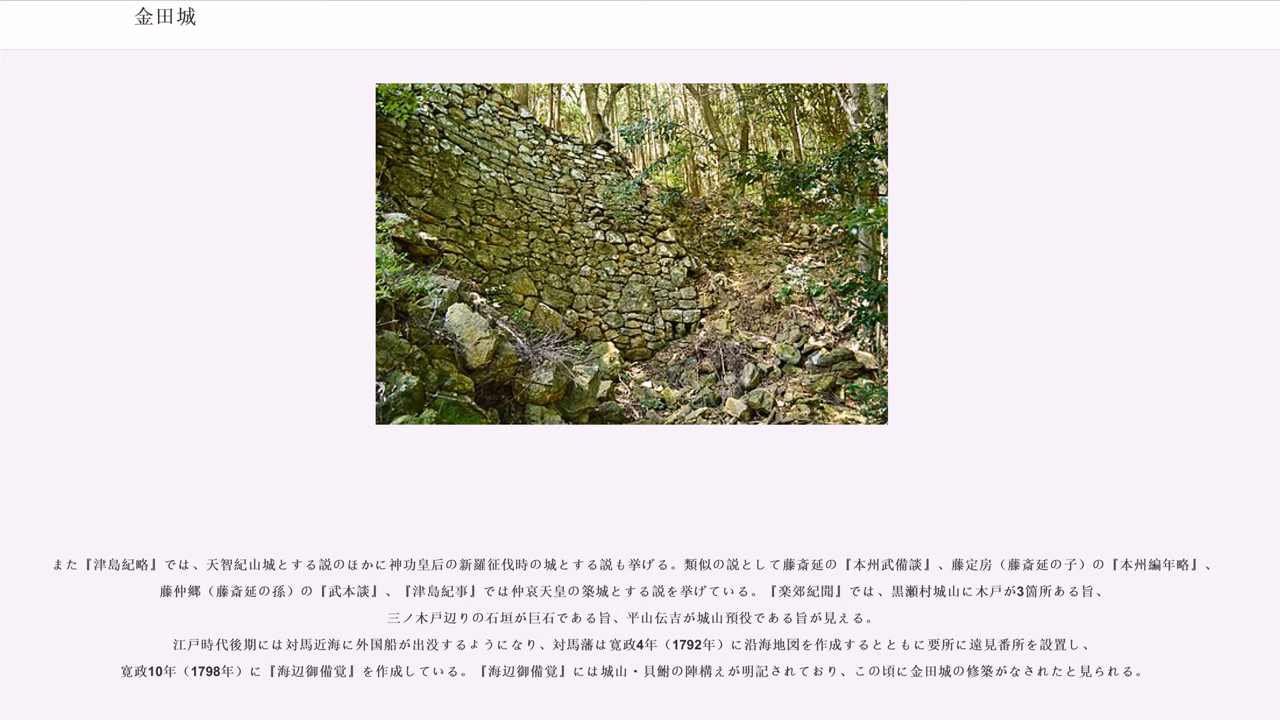 金田城
また『津島紀略』では、天智紀山城とする説のほかに神功皇后の新羅征伐時の城とする説も挙げる。類似の説として藤斎延の『本州武備談』、藤定房（藤斎延の子）の『本州編年略』、
藤仲郷（藤斎延の孫）の『武本談』、『津島紀事』では仲哀天皇の築城とする説を挙げている。『楽郊紀聞』では、黒瀬村城山に木戸が3箇所ある旨、
三ノ木戸辺りの石垣が巨石である旨、平山伝吉が城山預役である旨が見える。
江戸時代後期には対馬近海に外国船が出没するようになり、対馬藩は寛政4年（1792年）に沿海地図を作成するとともに要所に遠見番所を設置し、
寛政10年（1798年）に『海辺御備覚』を作成している。『海辺御備覚』には城山・貝鮒の陣構えが明記されており、この頃に金田城の修築がなされたと見られる。